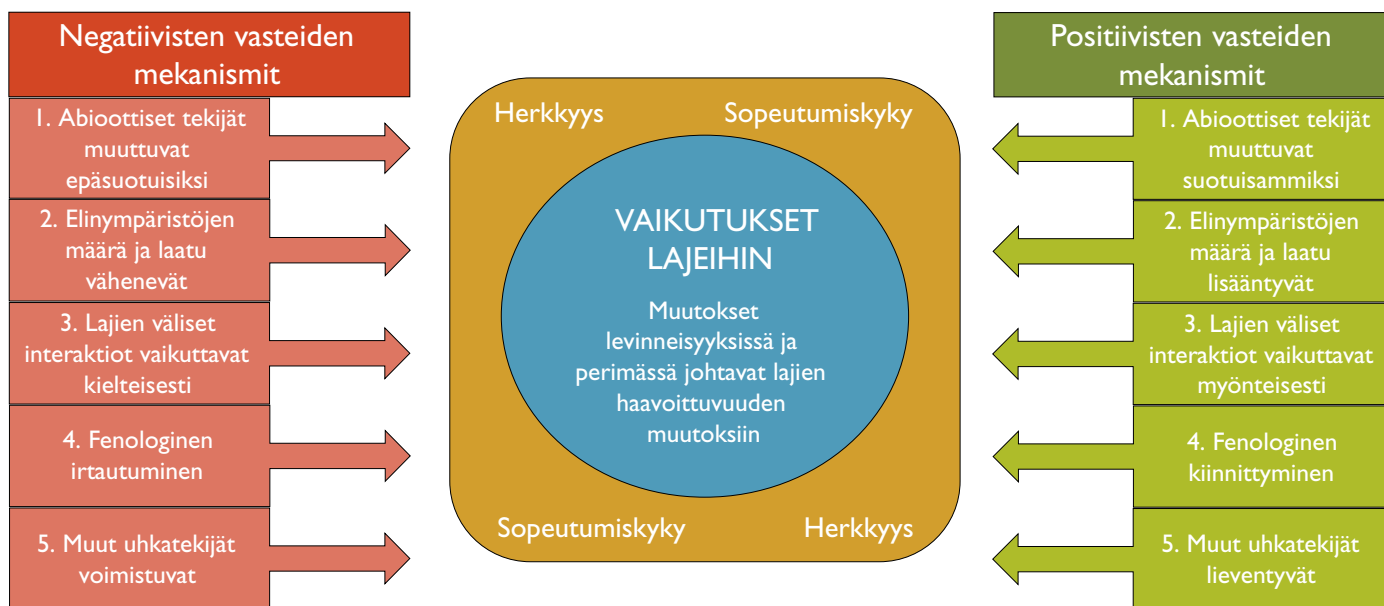 Negatiivisten vasteiden
mekanismit
1. Abioottiset tekijät
muuttuvat
epäsuotuisiksi
2. Elinympäristöjen
määrä ja laatu
vähenevät
3. Lajien väliset
interaktiot vaikuttavat
kielteisesti
4. Fenologinen
irtautuminen
5. Muut uhkatekijät
voimistuvat
Herkkyys
Sopeutumiskyky
VAIKUTUKSET
LAJEIHIN
Muutokset
levinneisyyksissä ja
perimässä johtavat lajien
haavoittuvuuden
muutoksiin
Sopeutumiskyky
Herkkyys
Positiivisten vasteiden
mekanismit
1. Abioottiset tekijät
muuttuvat
suotuisammiksi
2. Elinympäristöjen
määrä ja laatu
lisääntyvät
3. Lajien väliset
interaktiot vaikuttavat
myönteisesti
4. Fenologinen
kiinnittyminen
5. Muut uhkatekijät
lieventyvät